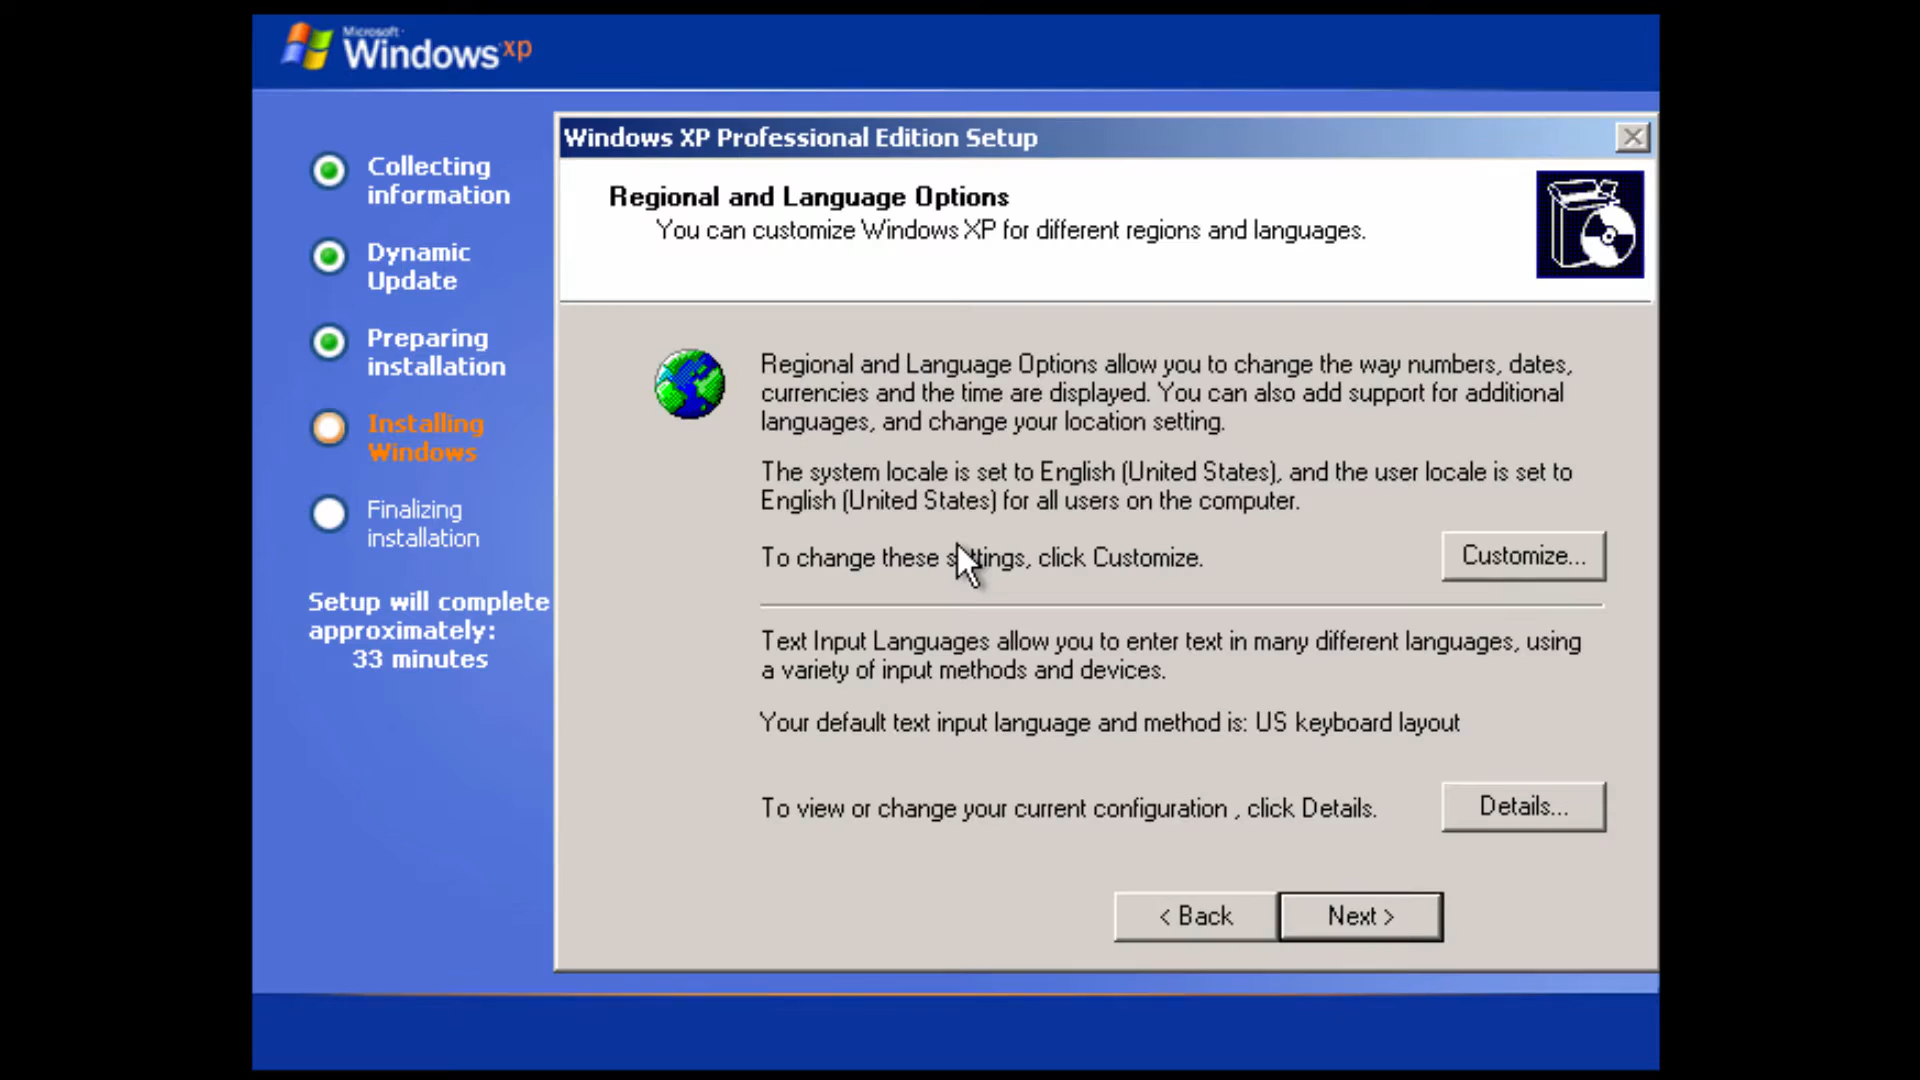 Microsoft
Windows xp
Windows XP Professional Edition Setup
Collecting
information
Dynamic
Update
Preparing
installation
Installing
Windows
Finalizing
installation
Setup will complete
approximately:
33 minutes
Regional and Language Options
You can customize Windows XP for different regions and languages.
Regional and Language Options allow you to change the way numbers, dates,
currencies and the time are displayed. You can also add support for additional
languages, and change your location setting.
The system locale is set to English (United States), and the user locale is set to
English (United States) for all users on the computer.
To change these settings, click Customize.
Customize...
Text Input Languages allow you to enter text in many different languages, using
a variety of input methods and devices.
Your default text input language and method is: US keyboard layout
To view or change your current configuration , click Details.
Details...
< Back
Next >